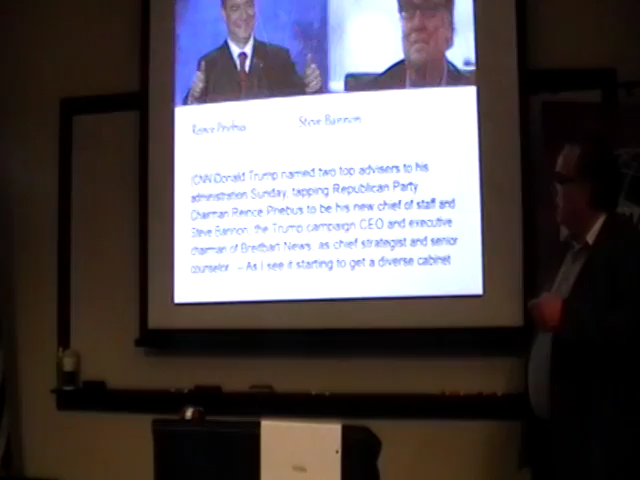 Reince Priebus Steve Bannon
(CNN)Donald Trump named two top advisers to his
administration Sunday, tapping Republican Party
Chairman Reince Priebus to be his new chief of staff and
Steve Bannon, the Trump campaign CEO and executive
chairman of Breitbart News, as chief strategist and senior
counselor. -- As I see it starting to get a diverse cabinet